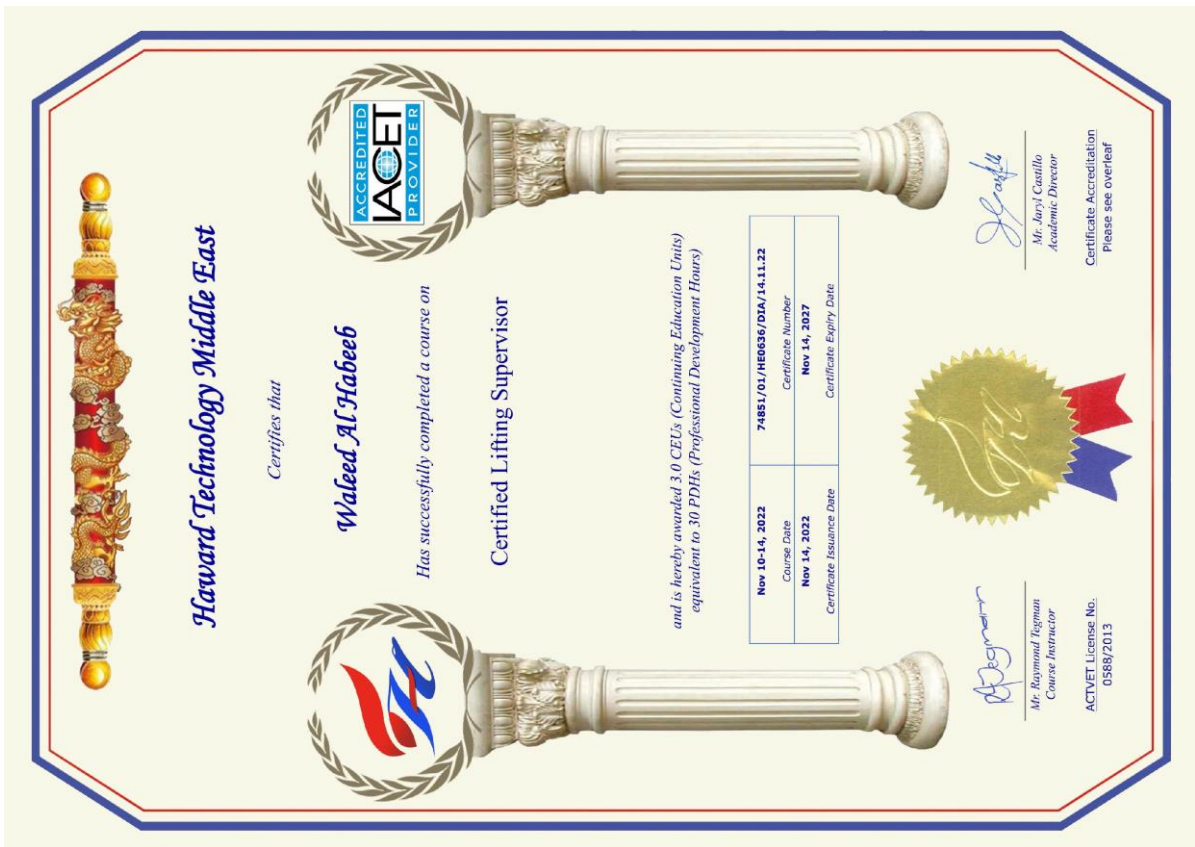 ACCREDITED
IACET
PROVIDER
Haward Technology Middle East
Certifies that
Waleed Al Habeeb
Has successfully completed a course on
Certified Lifting Supervisor
and is hereby awarded 3.0 CEUs (Continuing Education Units)
equivalent to 30 PDHs (Professional Development Hours)
Nov 10-14, 2022 74851/01/HE0636/DIA/14.11.22
Course Date Certificate Number
Nov 14, 2022 Nov 14, 2027
Certificate Issuance Date Certificate Expiry Date
Mr. Raymond Tegman
Course Instructor
ACTVET License No.
0588/2013
Mr. Jaryl Castillo
Academic Director
Certificate Accreditation
Please see overleaf